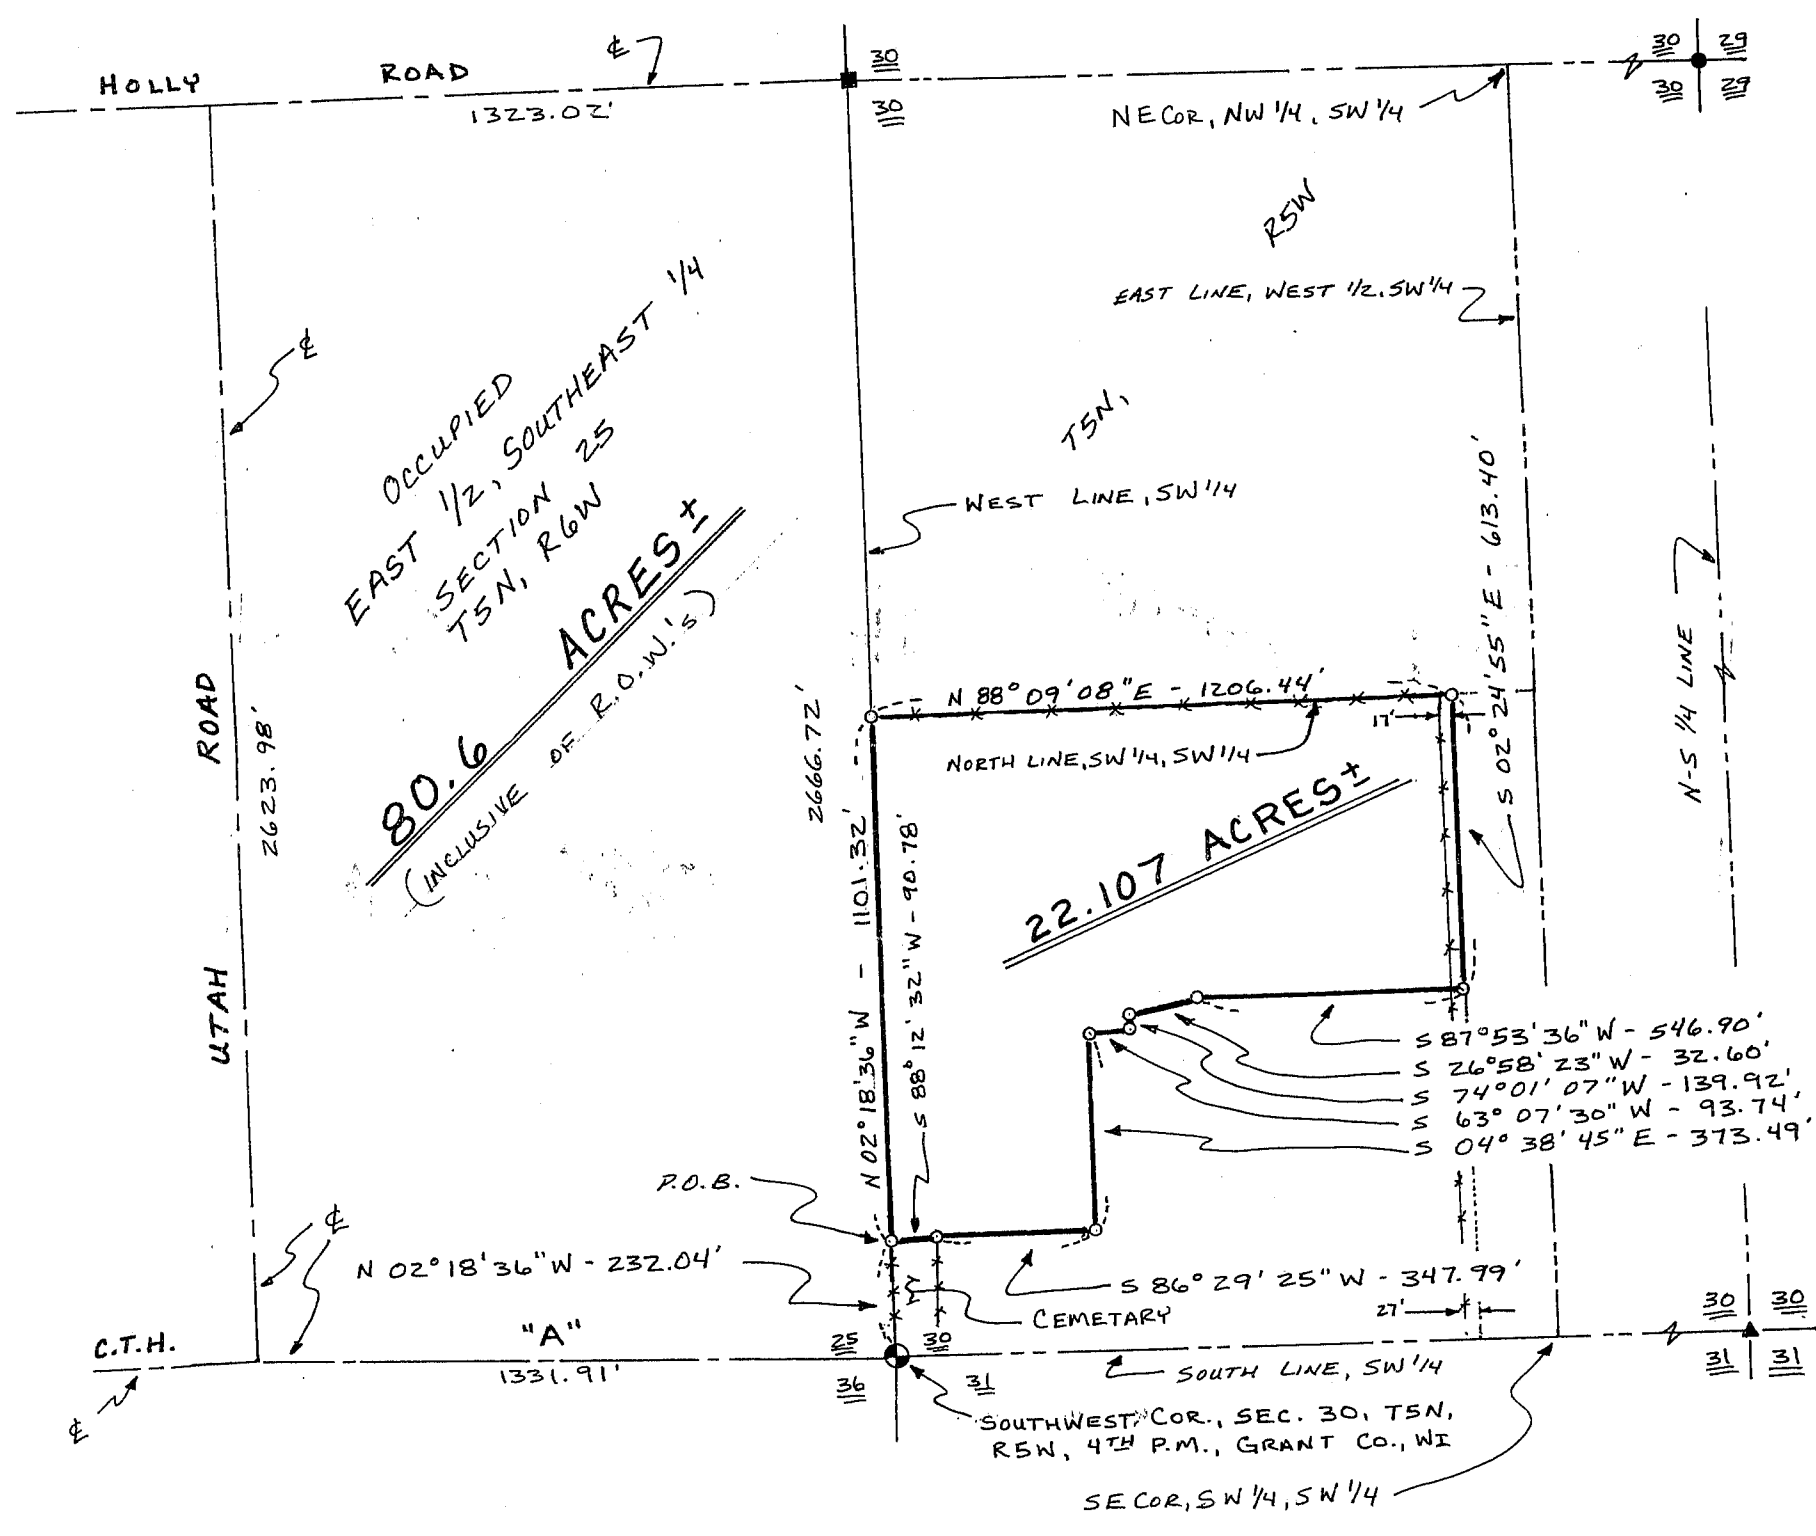 HOLLY ROAD
℄
1323.02'
30
30
30 29
30 29
NE COR, NW 1/4, SW 1/4
R5W
EAST LINE, WEST 1/2, SW 1/4
℄
OCCUPIED
EAST 1/2, SOUTHEAST 1/4
SECTION 25
T5N, R6W
80.6 ACRES ±
(INCLUSIVE OF R.O.W.'s)
T5N,
WEST LINE, SW 1/4
S 02° 24' 55" E - 613.40'
N-S 1/4 LINE
UTAH ROAD
2623.98'
2666.72'
N 88° 09' 08" E - 1206.44'
17'
NORTH LINE, SW 1/4, SW 1/4
22.107 ACRES ±
N 02° 18' 36" W - 1101.32'
S 88° 12' 32" W - 90.78'
S 87° 53' 36" W - 546.90'
S 26° 58' 23" W - 32.60'
S 74° 01' 07" W - 139.92'
S 63° 07' 30" W - 93.74'
S 04° 38' 45" E - 373.49'
P.O.B.
℄
N 02° 18' 36" W - 232.04'
S 86° 29' 25" W - 347.99'
CEMETARY
27'
C.T.H. "A"
1331.91'
25 30
36 31
30 30
31 31
SOUTH LINE, SW 1/4
℄
SOUTHWEST COR., SEC. 30, T5N,
R5W, 4TH P.M., GRANT CO., WI
SE COR, SW 1/4, SW 1/4